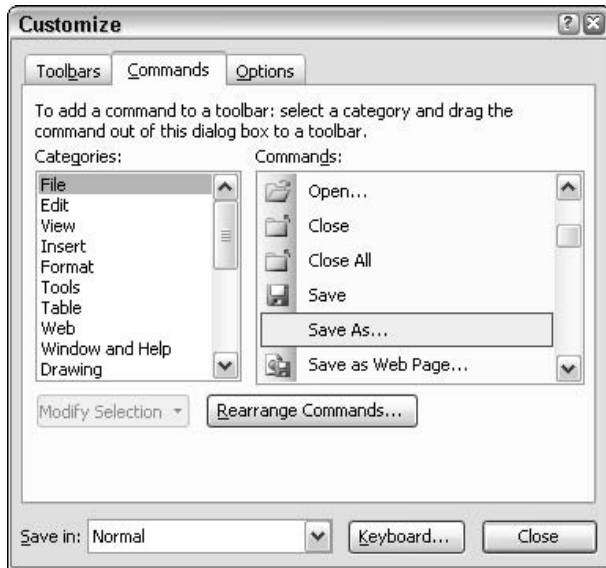 Customize
Toolbars Commands Options
To add a command to a toolbar: select a category and drag the
command out of this dialog box to a toolbar.
Categories:
File
Edit
View
Insert
Format
Tools
Table
Web
Window and Help
Drawing
Commands:
Open...
Close
Close All
Save
Save As...
Save as Web Page...
Modify Selection
Rearrange Commands...
Save in: Normal
Keyboard...
Close